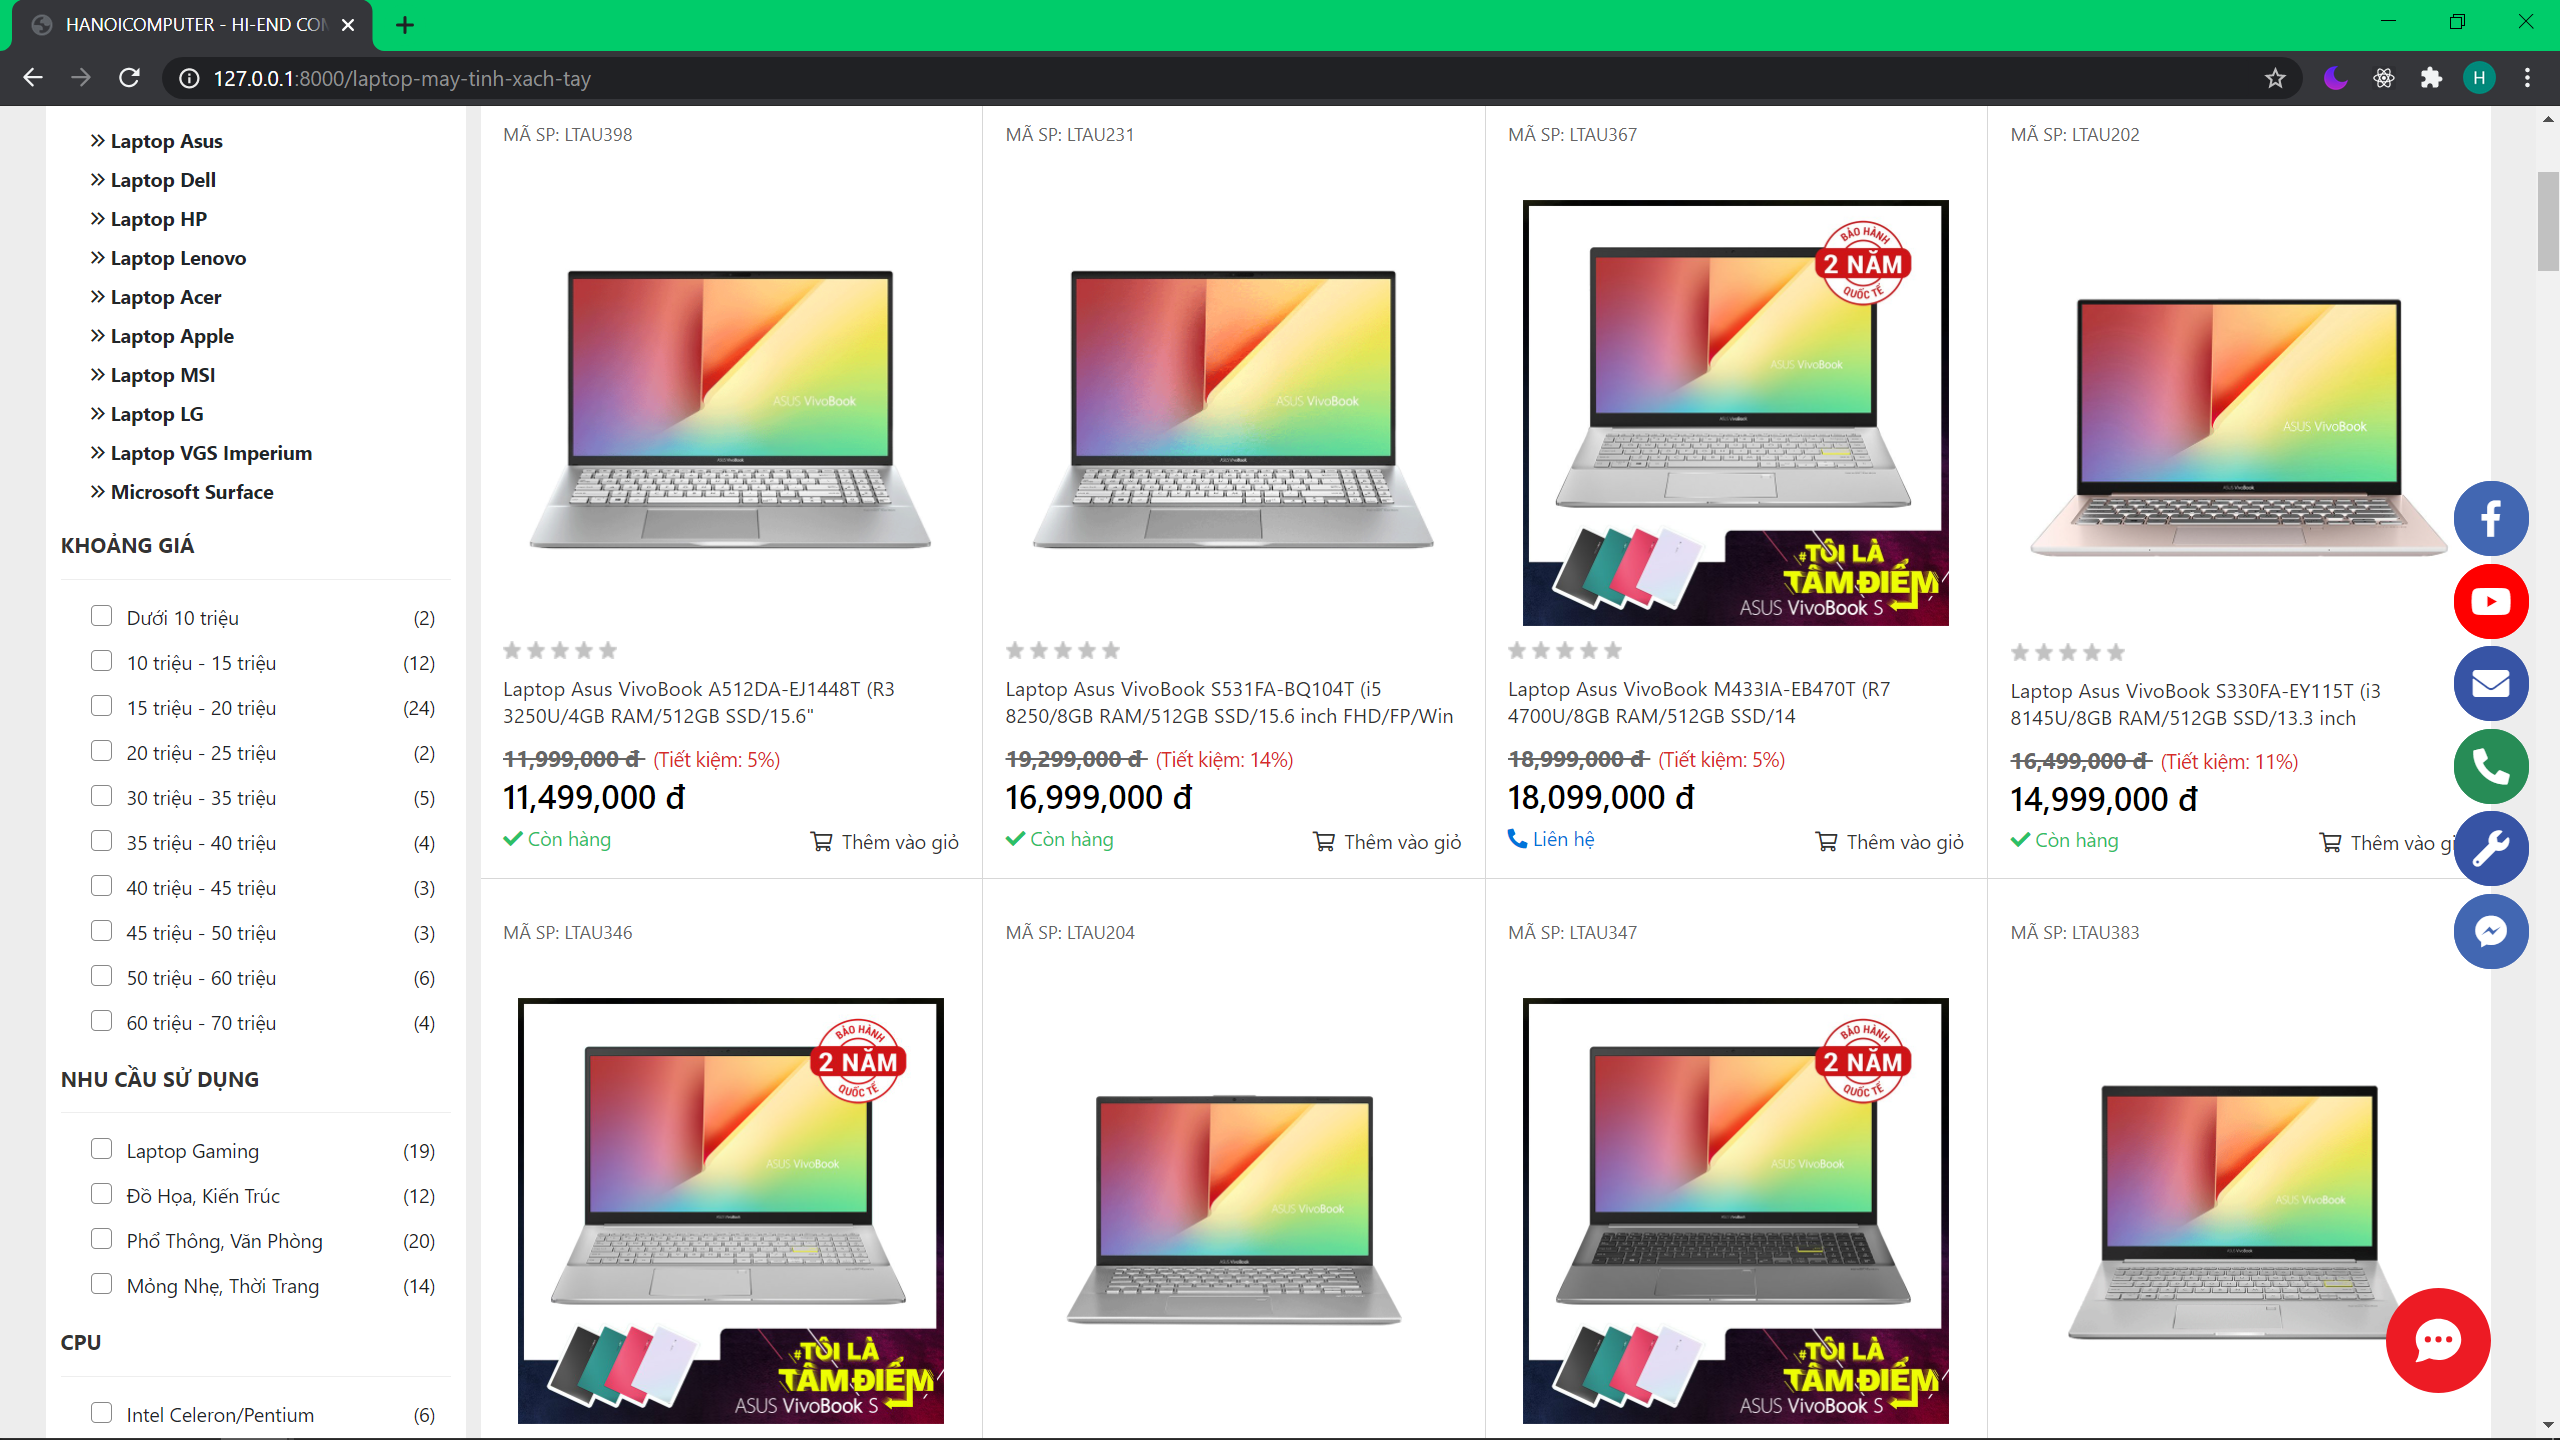 HANOICOMPUTER - HI-END CON
127.0.0.1:8000/laptop-may-tinh-xach-tay
Laptop Asus
Laptop Dell
Laptop HP
Laptop Lenovo
Laptop Acer
Laptop Apple
Laptop MSI
Laptop LG
Laptop VGS Imperium
Microsoft Surface
KHOẢNG GIÁ
Dưới 10 triệu (2)
10 triệu - 15 triệu (12)
15 triệu - 20 triệu (24)
20 triệu - 25 triệu (2)
30 triệu - 35 triệu (5)
35 triệu - 40 triệu (4)
40 triệu - 45 triệu (3)
45 triệu - 50 triệu (3)
50 triệu - 60 triệu (6)
60 triệu - 70 triệu (4)
NHU CẦU SỬ DỤNG
Laptop Gaming (19)
Đồ Họa, Kiến Trúc (12)
Phổ Thông, Văn Phòng (20)
Mỏng Nhẹ, Thời Trang (14)
CPU
Intel Celeron/Pentium (6)
MÃ SP: LTAU398
ASUS VivoBook
Laptop Asus VivoBook A512DA-EJ1448T (R3
3250U/4GB RAM/512GB SSD/15.6"
11,999,000 đ (Tiết kiệm: 5%)
11,499,000 đ
Còn hàng
Thêm vào giỏ
MÃ SP: LTAU231
ASUS VivoBook
Laptop Asus VivoBook S531FA-BQ104T (i5
8250/8GB RAM/512GB SSD/15.6 inch FHD/FP/Win
19,299,000 đ (Tiết kiệm: 14%)
16,999,000 đ
Còn hàng
Thêm vào giỏ
MÃ SP: LTAU367
BẢO HÀNH
2 NĂM
QUỐC TẾ
ASUS VivoBook
#TÔI LÀ
TÂM ĐIỂM
ASUS VivoBook S
Laptop Asus VivoBook M433IA-EB470T (R7
4700U/8GB RAM/512GB SSD/14
18,999,000 đ (Tiết kiệm: 5%)
18,099,000 đ
Liên hệ
Thêm vào giỏ
MÃ SP: LTAU202
ASUS VivoBook
Laptop Asus VivoBook S330FA-EY115T (i3
8145U/8GB RAM/512GB SSD/13.3 inch
16,499,000 đ (Tiết kiệm: 11%)
14,999,000 đ
Còn hàng
Thêm vào gi
MÃ SP: LTAU346
BẢO HÀNH
2 NĂM
QUỐC TẾ
ASUS VivoBook
#TÔI LÀ
TÂM ĐIỂM
ASUS VivoBook S
MÃ SP: LTAU204
ASUS VivoBook
MÃ SP: LTAU347
BẢO HÀNH
2 NĂM
QUỐC TẾ
ASUS VivoBook
#TÔI LÀ
TÂM ĐIỂM
ASUS VivoBook S
MÃ SP: LTAU383
ASUS VivoBook
H